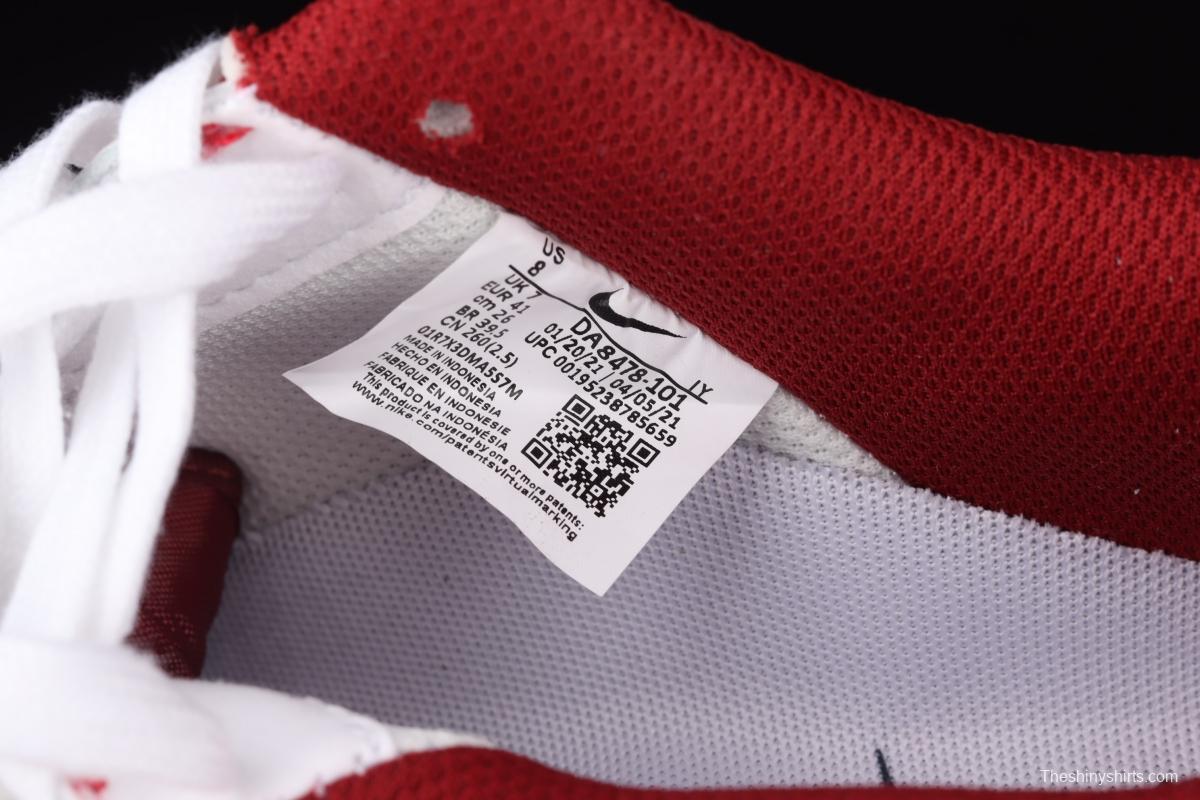 US
8
UK 7
EUR 41
cm 26
BR 39.5
CN 260(2.5)
01R7X3DMA5S7M
MADE IN INDONESIA
HECHO EN INDONESIA
FABRIQUE EN INDONESIE
FABRICADO NA INDONÉSIA
This product is covered by one or more patents:
www.nike.com/patentsvirtualmarking
DA8478-101 IY
01/20/21 | 04/05/21
UPC 00195238785659
Theshinyshirts.com